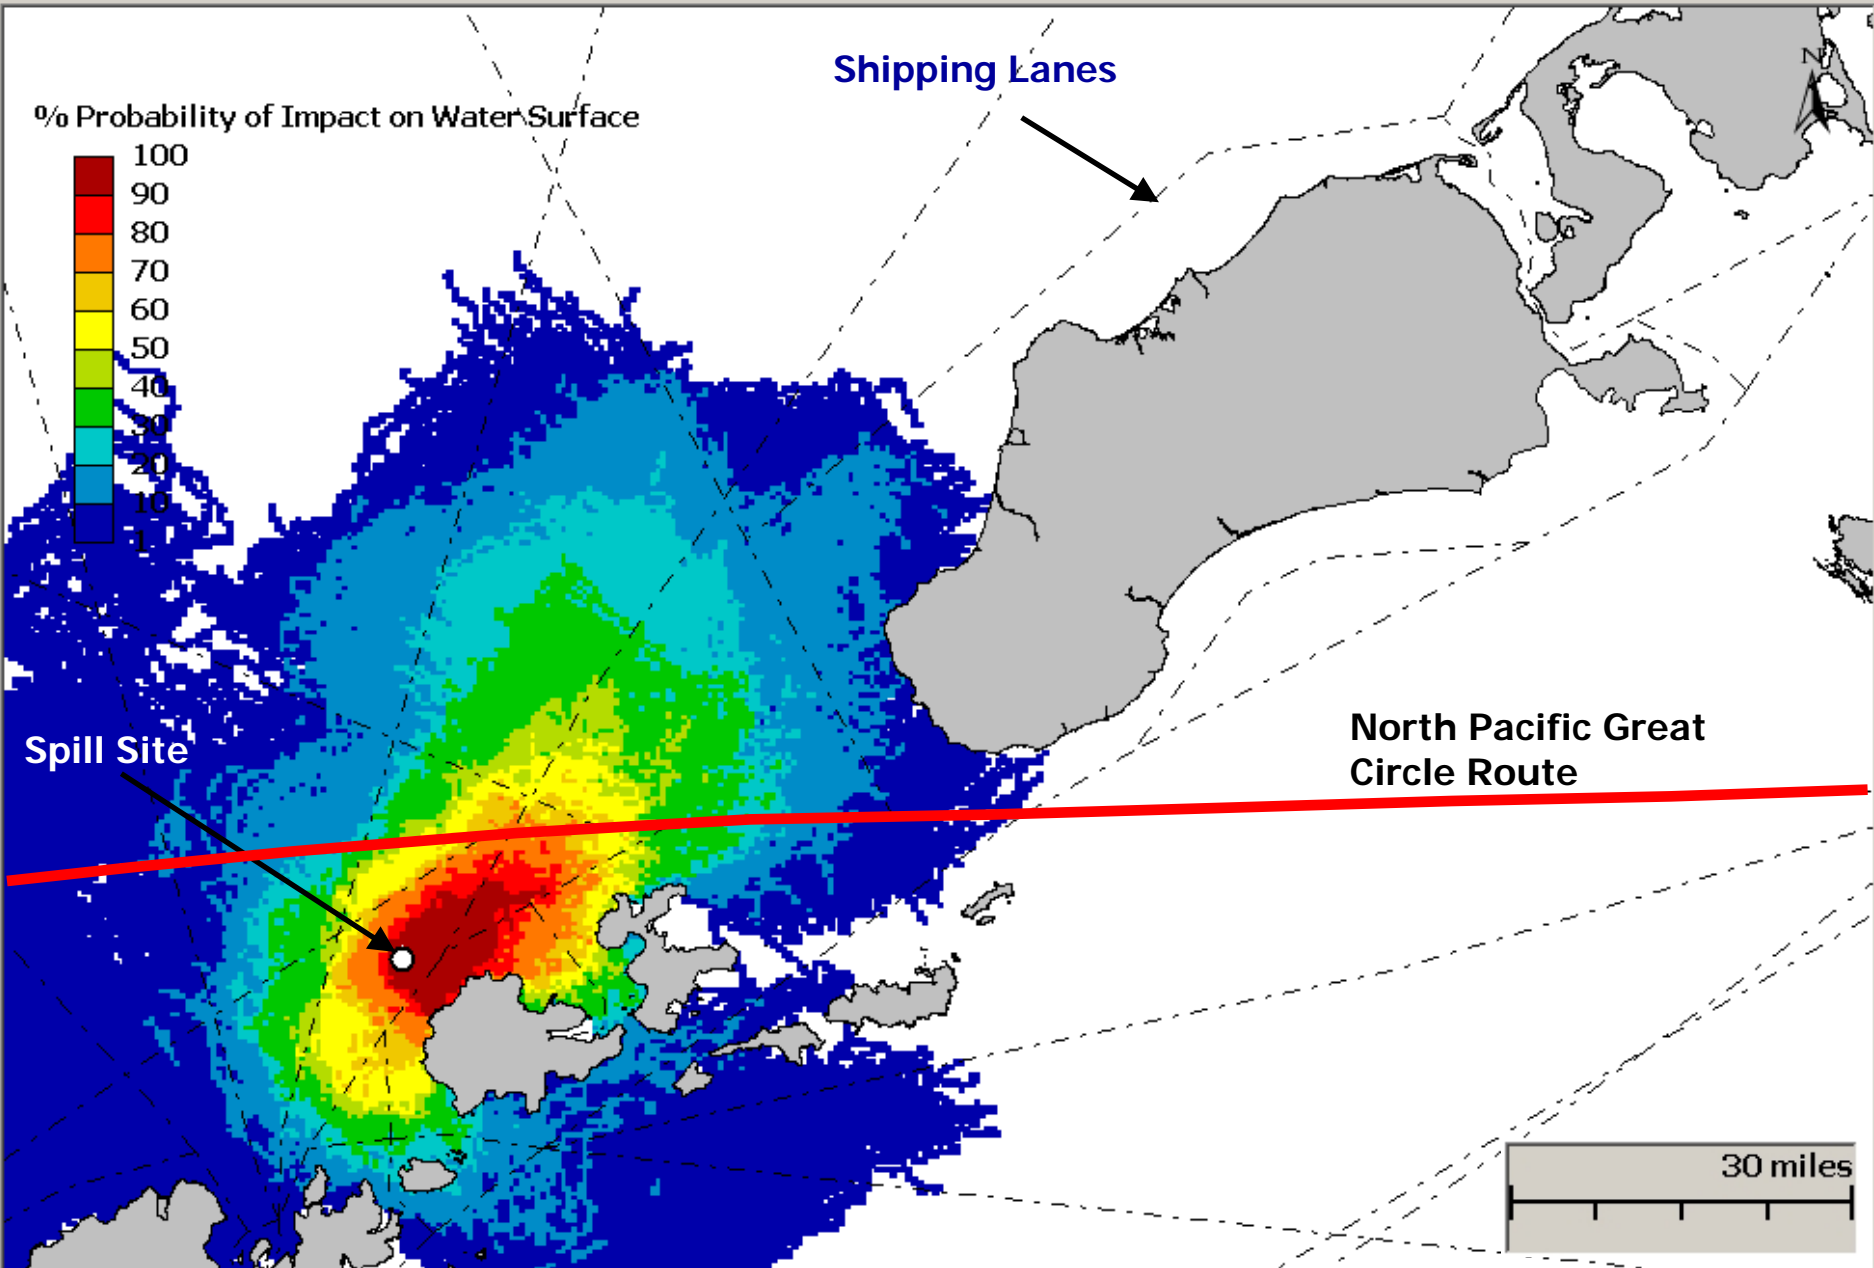 Shipping Lanes
N
% Probability of Impact on Water Surface
100
90
80
70
60
50
40
30
20
10
1
Spill Site
North Pacific Great
Circle Route
30 miles